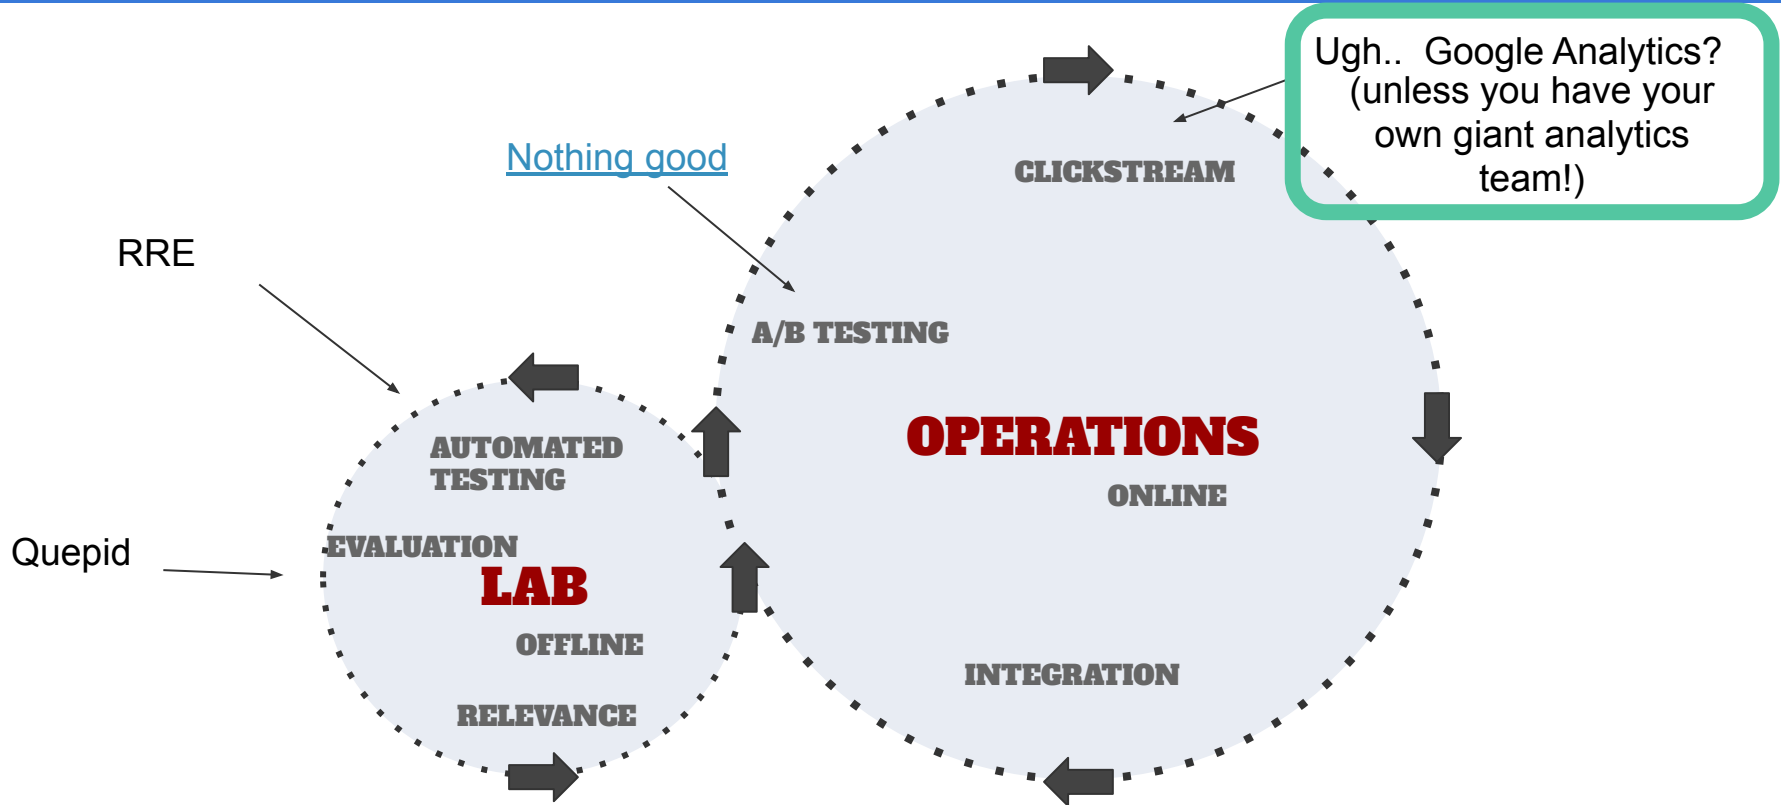 Ugh..  Google Analytics?
(unless you have your
own giant analytics
team!)
Nothing good
CLICKSTREAM
RRE
A/B TESTING
OPERATIONS
ONLINE
AUTOMATED
TESTING
EVALUATION
Quepid
LAB
OFFLINE
INTEGRATION
RELEVANCE